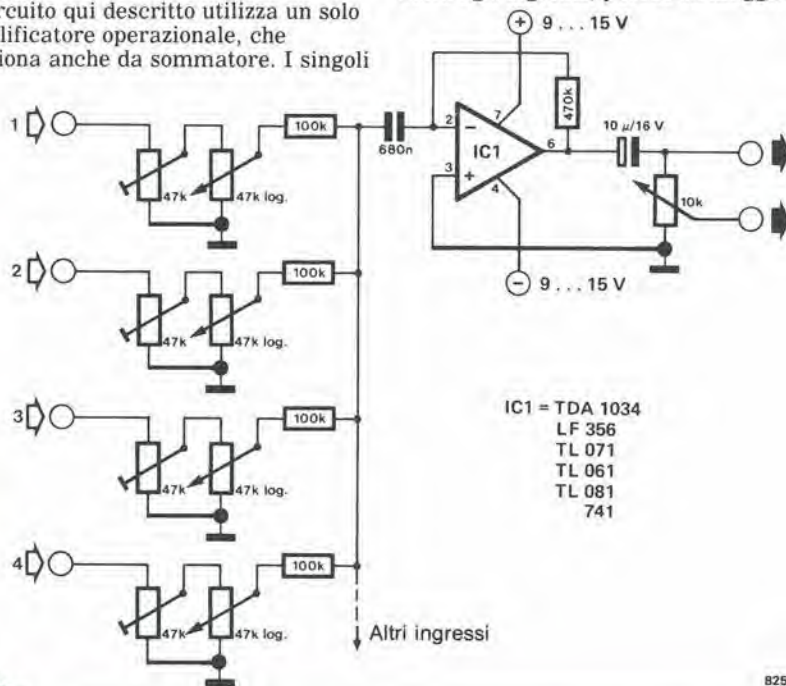 rcuito qui descritto utilizza un solo
lificatore operazionale, che
iona anche da sommatore. I singoli
+ 9 . . . 15 V
1
100k
47k
47k log.
680n
2
3
7
4
6
IC1
470k
10 µ/16 V
10k
− 9 . . . 15 V
2
100k
47k
47k log.
3
100k
47k
47k log.
4
100k
47k
47k log.
Altri ingressi
IC1 = TDA 1034
LF 356
TL 071
TL 061
TL 081
741
825